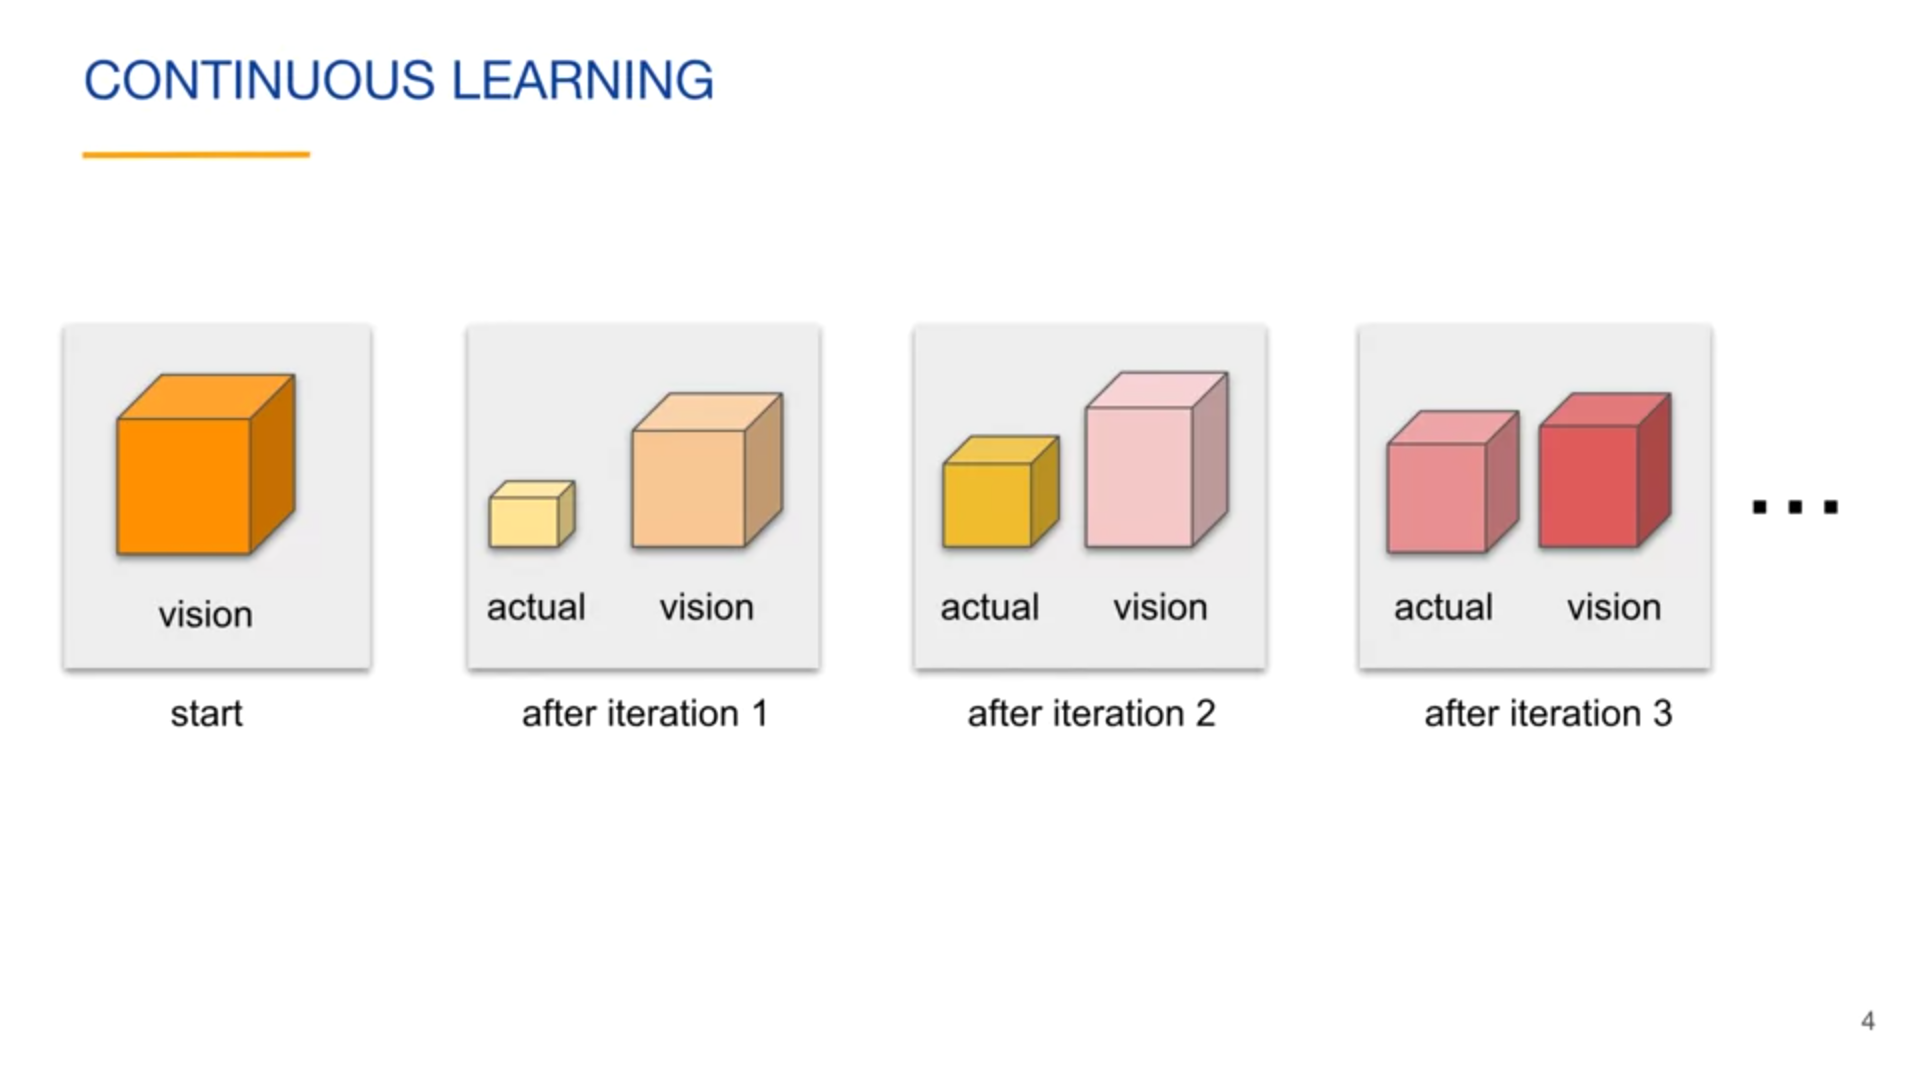 CONTINUOUS LEARNING
vision
actual vision
actual vision
actual vision
...
start
after iteration 1
after iteration 2
after iteration 3
4